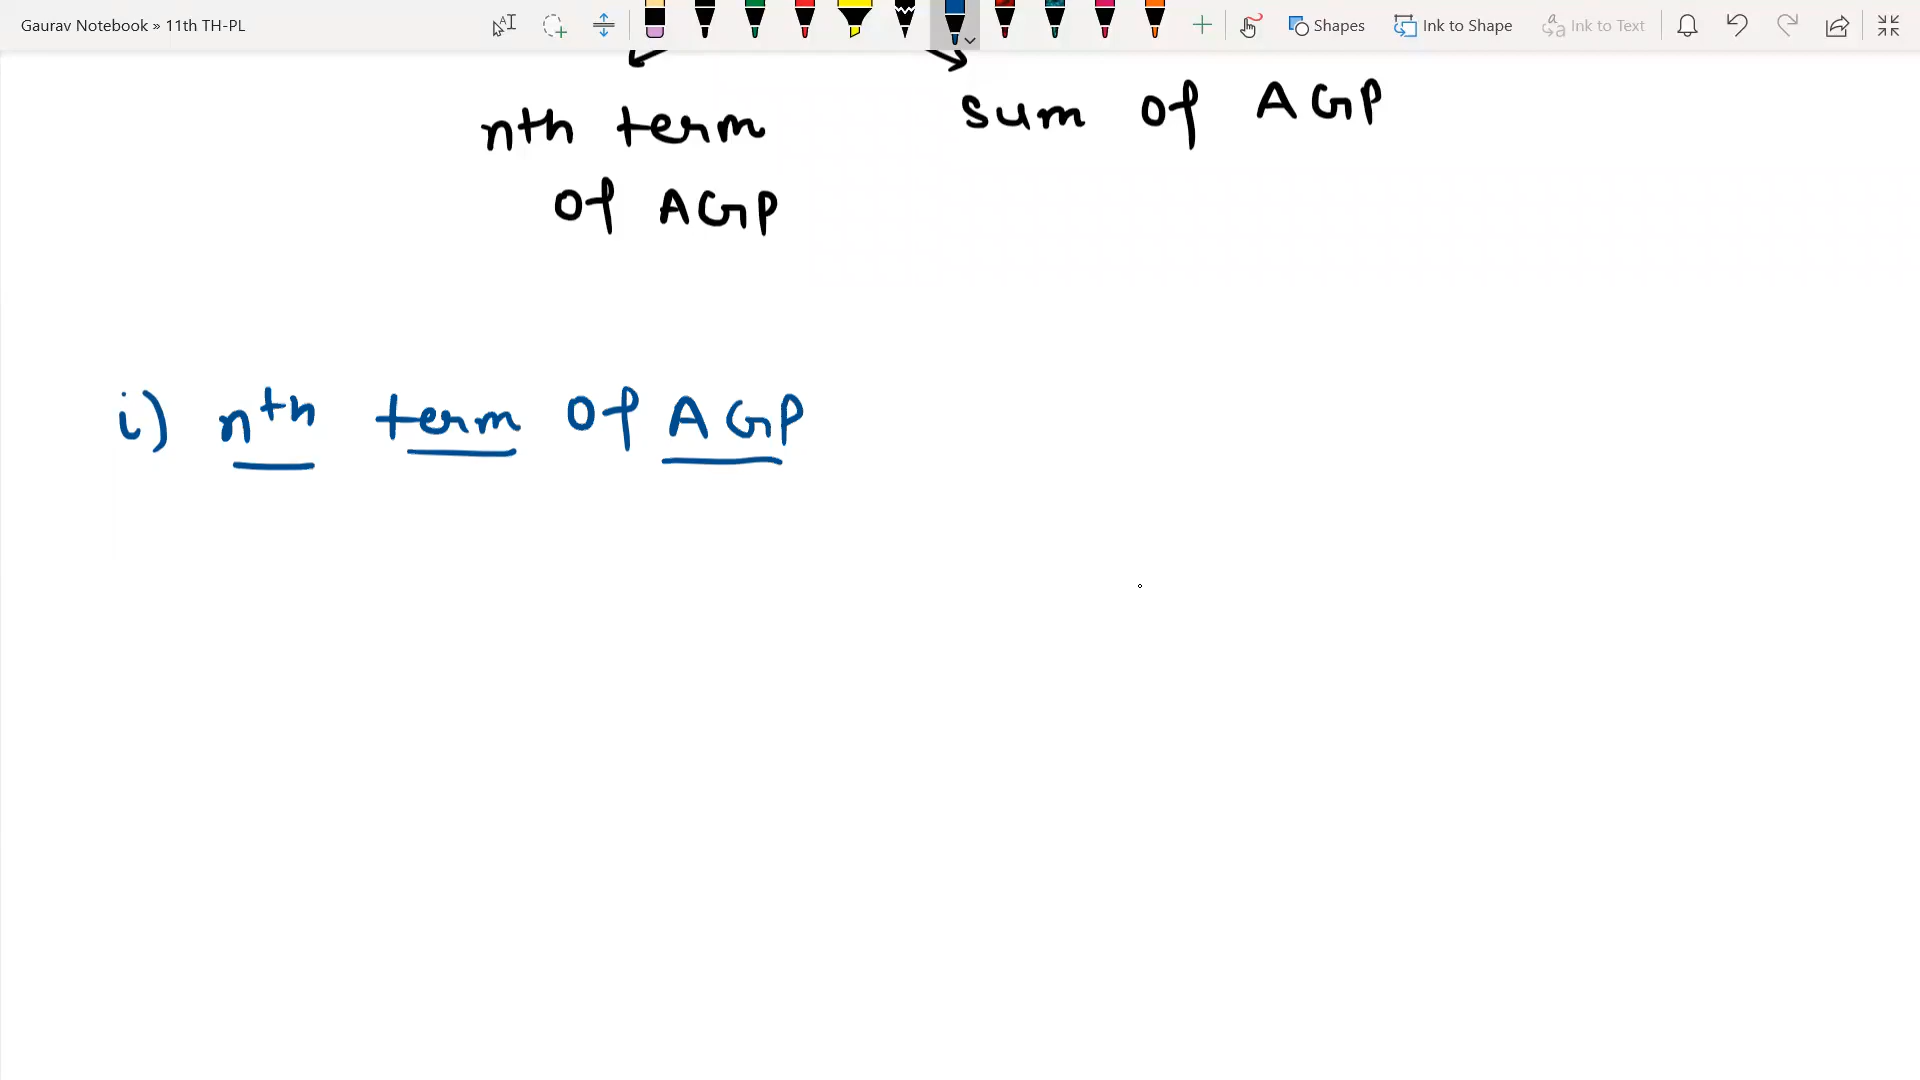 Gaurav Notebook » 11th TH-PL
Shapes
Ink to Shape
Ink to Text
nth term
of AGP
sum of AGP
i) nth term of AGP